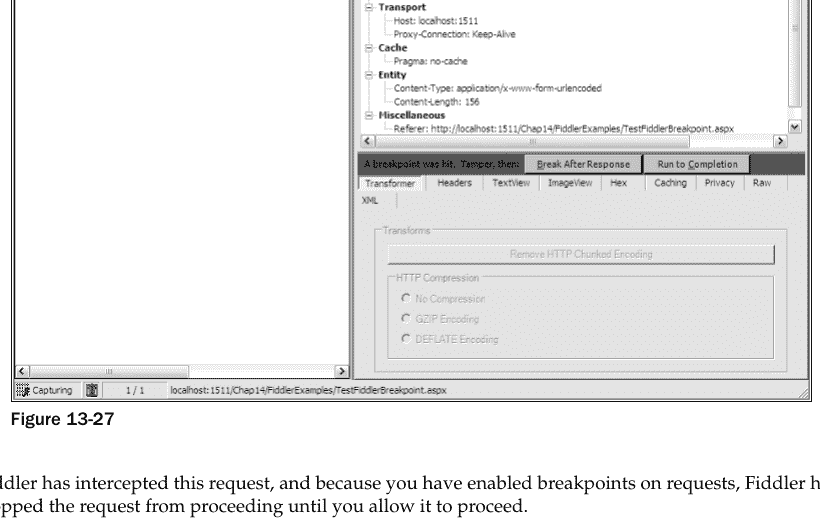 Transport
Host: localhost:1511
Proxy-Connection: Keep-Alive
Cache
Pragma: no-cache
Entity
Content-Type: application/x-www-form-urlencoded
Content-Length: 156
Miscellaneous
Referer: http://localhost:1511/Chap14/FiddlerExamples/TestFiddlerBreakpoint.aspx
A breakpoint was hit. Tamper, then: Break After Response Run to Completion
Transformer Headers TextView ImageView Hex Caching Privacy Raw
XML
Transforms
Remove HTTP Chunked Encoding
HTTP Compression
No Compression
GZIP Encoding
DEFLATE Encoding
Capturing 1 / 1 localhost:1511/Chap14/FiddlerExamples/TestFiddlerBreakpoint.aspx
Figure 13-27
ddler has intercepted this request, and because you have enabled breakpoints on requests, Fiddler h
opped the request from proceeding until you allow it to proceed.